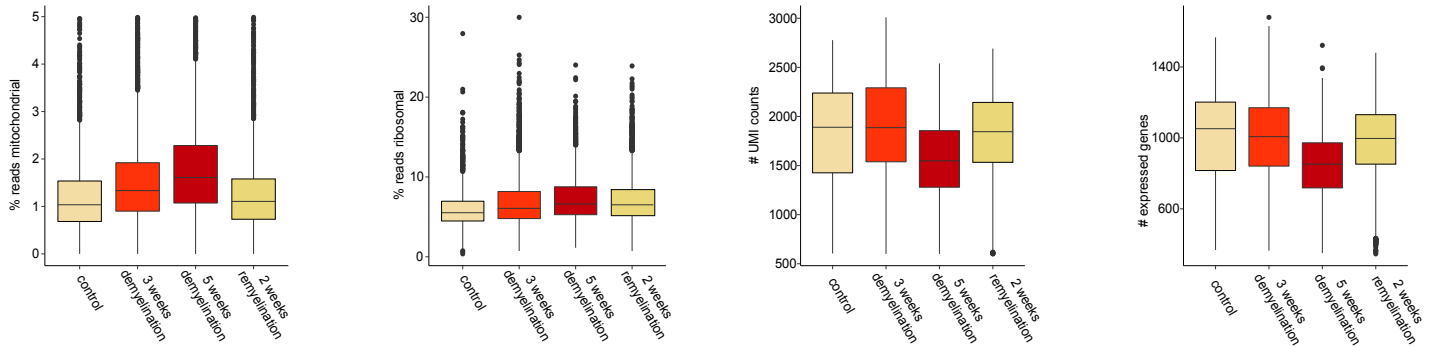 % reads mitochondrial
5
4
3
2
1
0
control
3 weeks
demyelination
5 weeks
demyelination
2 weeks
remyelination
% reads ribosomal
30
20
10
0
control
3 weeks
demyelination
5 weeks
demyelination
2 weeks
remyelination
# UMI counts
3000
2500
2000
1500
1000
500
control
3 weeks
demyelination
5 weeks
demyelination
2 weeks
remyelination
# expressed genes
1400
1000
600
control
3 weeks
demyelination
5 weeks
demyelination
2 weeks
remyelination